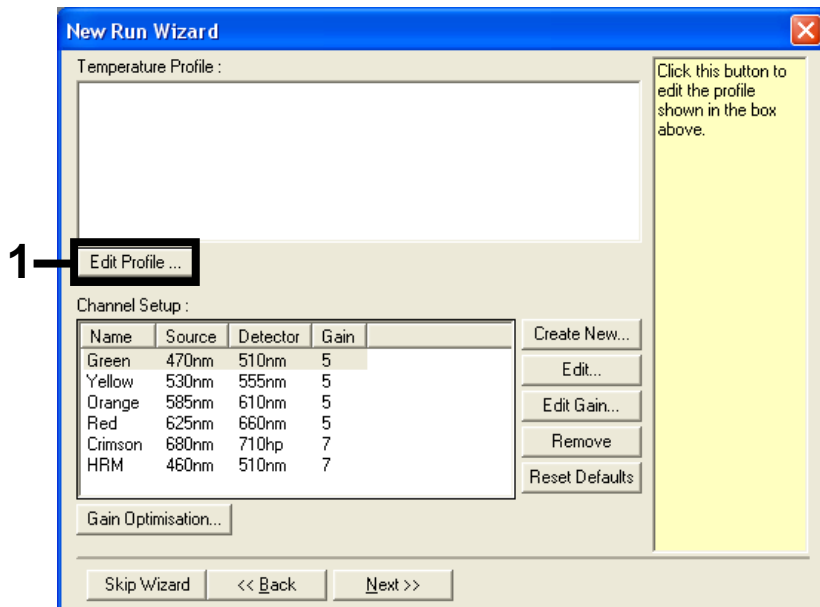 New Run Wizard
Temperature Profile :
Click this button to
edit the profile
shown in the box
above.
1
Edit Profile ...
Channel Setup :
Name Source Detector Gain
Green 470nm 510nm 5
Yellow 530nm 555nm 5
Orange 585nm 610nm 5
Red 625nm 660nm 5
Crimson 680nm 710hp 7
HRM 460nm 510nm 7
Create New...
Edit...
Edit Gain...
Remove
Reset Defaults
Gain Optimisation...
Skip Wizard
<< Back
Next >>